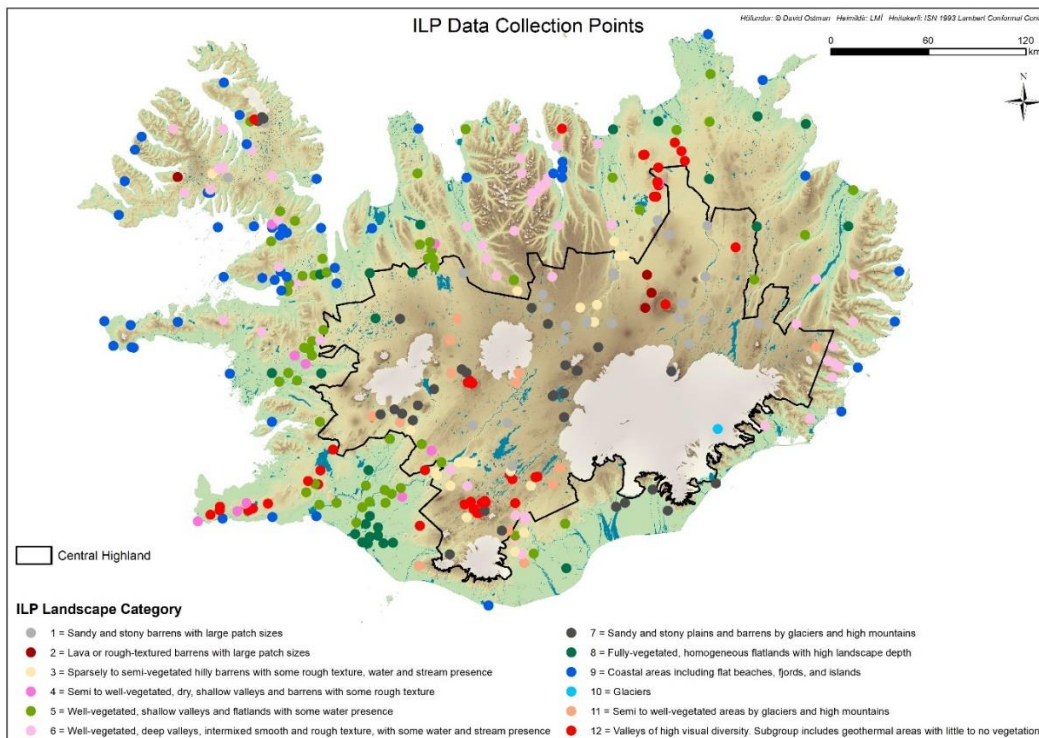 ILP Data Collection Points
Höfundur: © David Ostman Heimildir: LMÍ Hnitakerfi: ISN 1993 Lambert Conformal Coni
0 60 120
km
N
Central Highland
ILP Landscape Category
1 = Sandy and stony barrens with large patch sizes
2 = Lava or rough-textured barrens with large patch sizes
3 = Sparsely to semi-vegetated hilly barrens with some rough texture, water and stream presence
4 = Semi to well-vegetated, dry, shallow valleys and barrens with some rough texture
5 = Well-vegetated, shallow valleys and flatlands with some water presence
6 = Well-vegetated, deep valleys, intermixed smooth and rough texture, with some water and stream presence
7 = Sandy and stony plains and barrens by glaciers and high mountains
8 = Fully-vegetated, homogeneous flatlands with high landscape depth
9 = Coastal areas including flat beaches, fjords, and islands
10 = Glaciers
11 = Semi to well-vegetated areas by glaciers and high mountains
12 = Valleys of high visual diversity. Subgroup includes geothermal areas with little to no vegetation